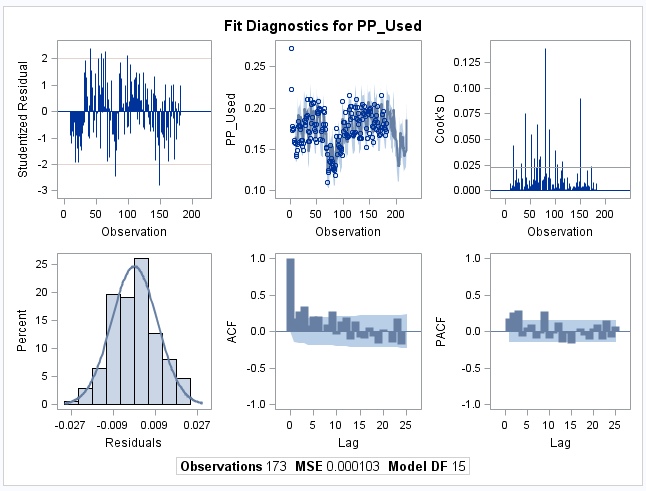 Fit Diagnostics for PP_Used
Studentized Residual
2
1
0
-1
-2
-3
0 50 100 150 200
Observation
PP_Used
0.25
0.20
0.15
0.10
0 50 100 150 200
Observation
Cook's D
0.125
0.100
0.075
0.050
0.025
0.000
0 50 100 150 200
Observation
Percent
25
20
15
10
5
0
-0.027 -0.009 0.009 0.027
Residuals
ACF
1.0
0.5
0.0
-0.5
-1.0
0 5 10 15 20 25
Lag
PACF
1.0
0.5
0.0
-0.5
-1.0
0 5 10 15 20 25
Lag
Observations 173 MSE 0.000103 Model DF 15